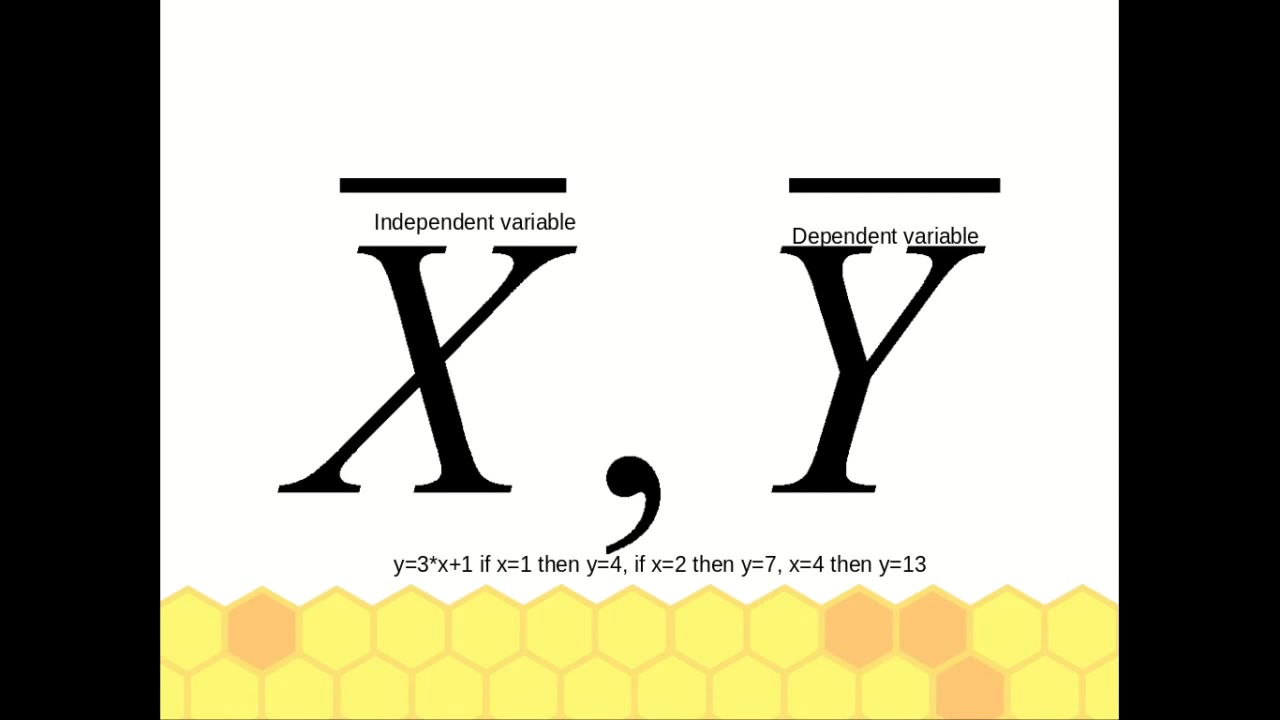 Independent variable
Dependent variable
X̅, Y̅
y=3*x+1 if x=1 then y=4, if x=2 then y=7, x=4 then y=13